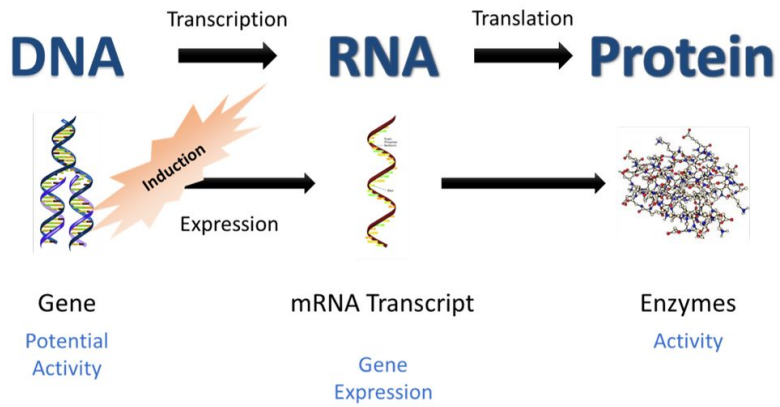 Transcription
Translation
DNA
RNA
Protein
Induction
Expression
Gene
mRNA Transcript
Enzymes
Potential
Activity
Gene
Expression
Activity